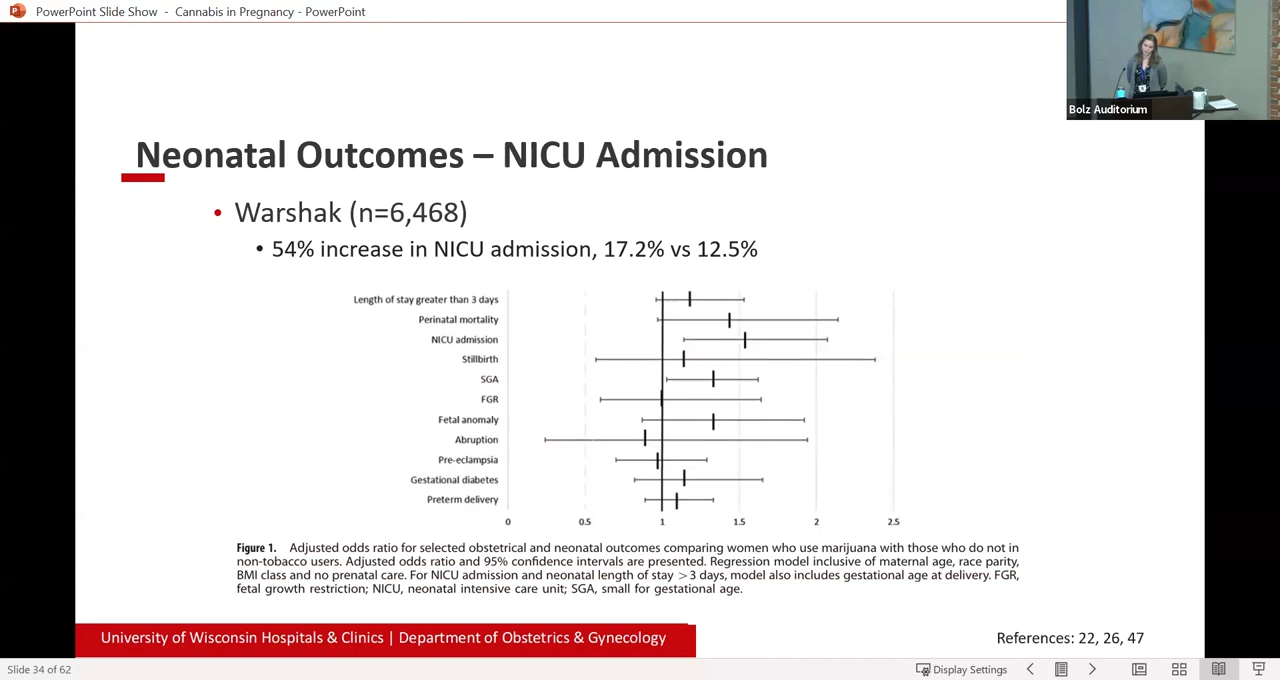 PowerPoint Slide Show - Cannabis in Pregnancy - PowerPoint
Bolz Auditorium
Neonatal Outcomes – NICU Admission
• Warshak (n=6,468)
• 54% increase in NICU admission, 17.2% vs 12.5%
Length of stay greater than 3 days
Perinatal mortality
NICU admission
Stillbirth
SGA
FGR
Fetal anomaly
Abruption
Pre-eclampsia
Gestational diabetes
Preterm delivery
0 0.5 1 1.5 2 2.5
Figure 1. Adjusted odds ratio for selected obstetrical and neonatal outcomes comparing women who use marijuana with those who do not in
non-tobacco users. Adjusted odds ratio and 95% confidence intervals are presented. Regression model inclusive of maternal age, race parity,
BMI class and no prenatal care. For NICU admission and neonatal length of stay >3 days, model also includes gestational age at delivery. FGR,
fetal growth restriction; NICU, neonatal intensive care unit; SGA, small for gestational age.
University of Wisconsin Hospitals & Clinics | Department of Obstetrics & Gynecology
References: 22, 26, 47
Slide 34 of 62
Display Settings